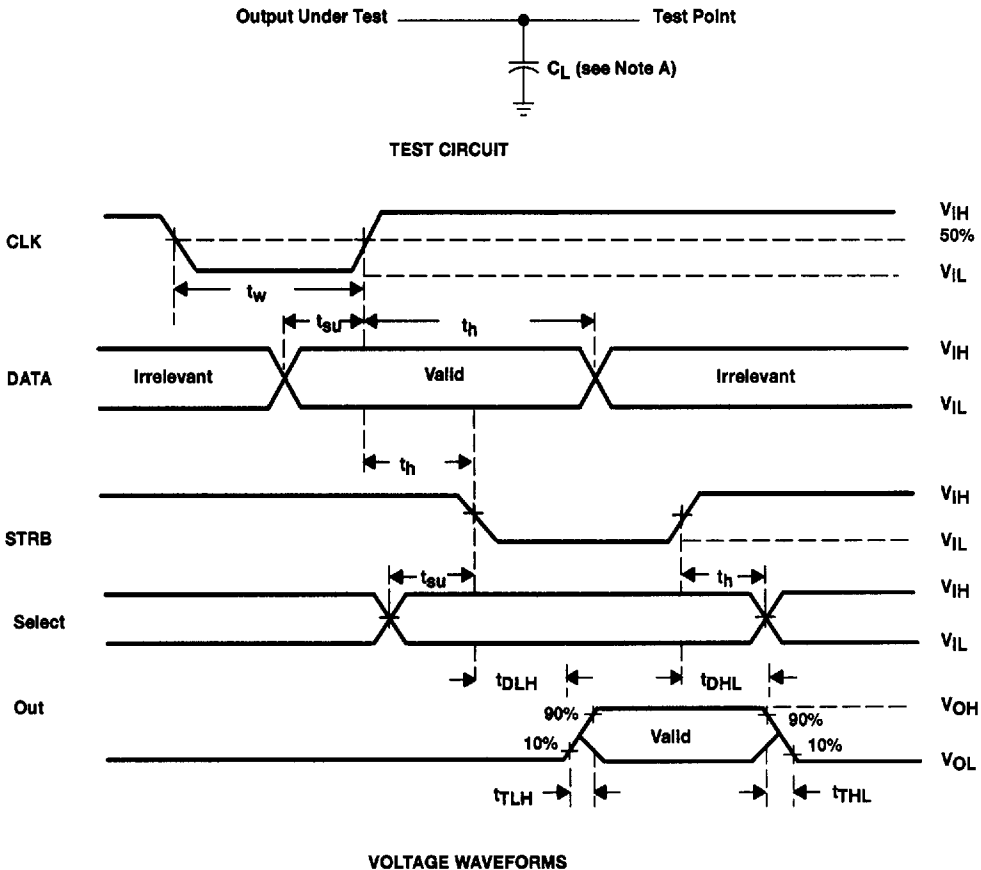 Output Under Test
Test Point
CL (see Note A)
TEST CIRCUIT
CLK
VIH
50%
VIL
tw
tsu
th
DATA
Irrelevant
Valid
Irrelevant
VIH
VIL
th
STRB
VIH
VIL
tsu
th
Select
VIH
VIL
tDLH
tDHL
Out
90%
10%
Valid
90%
10%
VOH
VOL
tTLH
tTHL
VOLTAGE WAVEFORMS